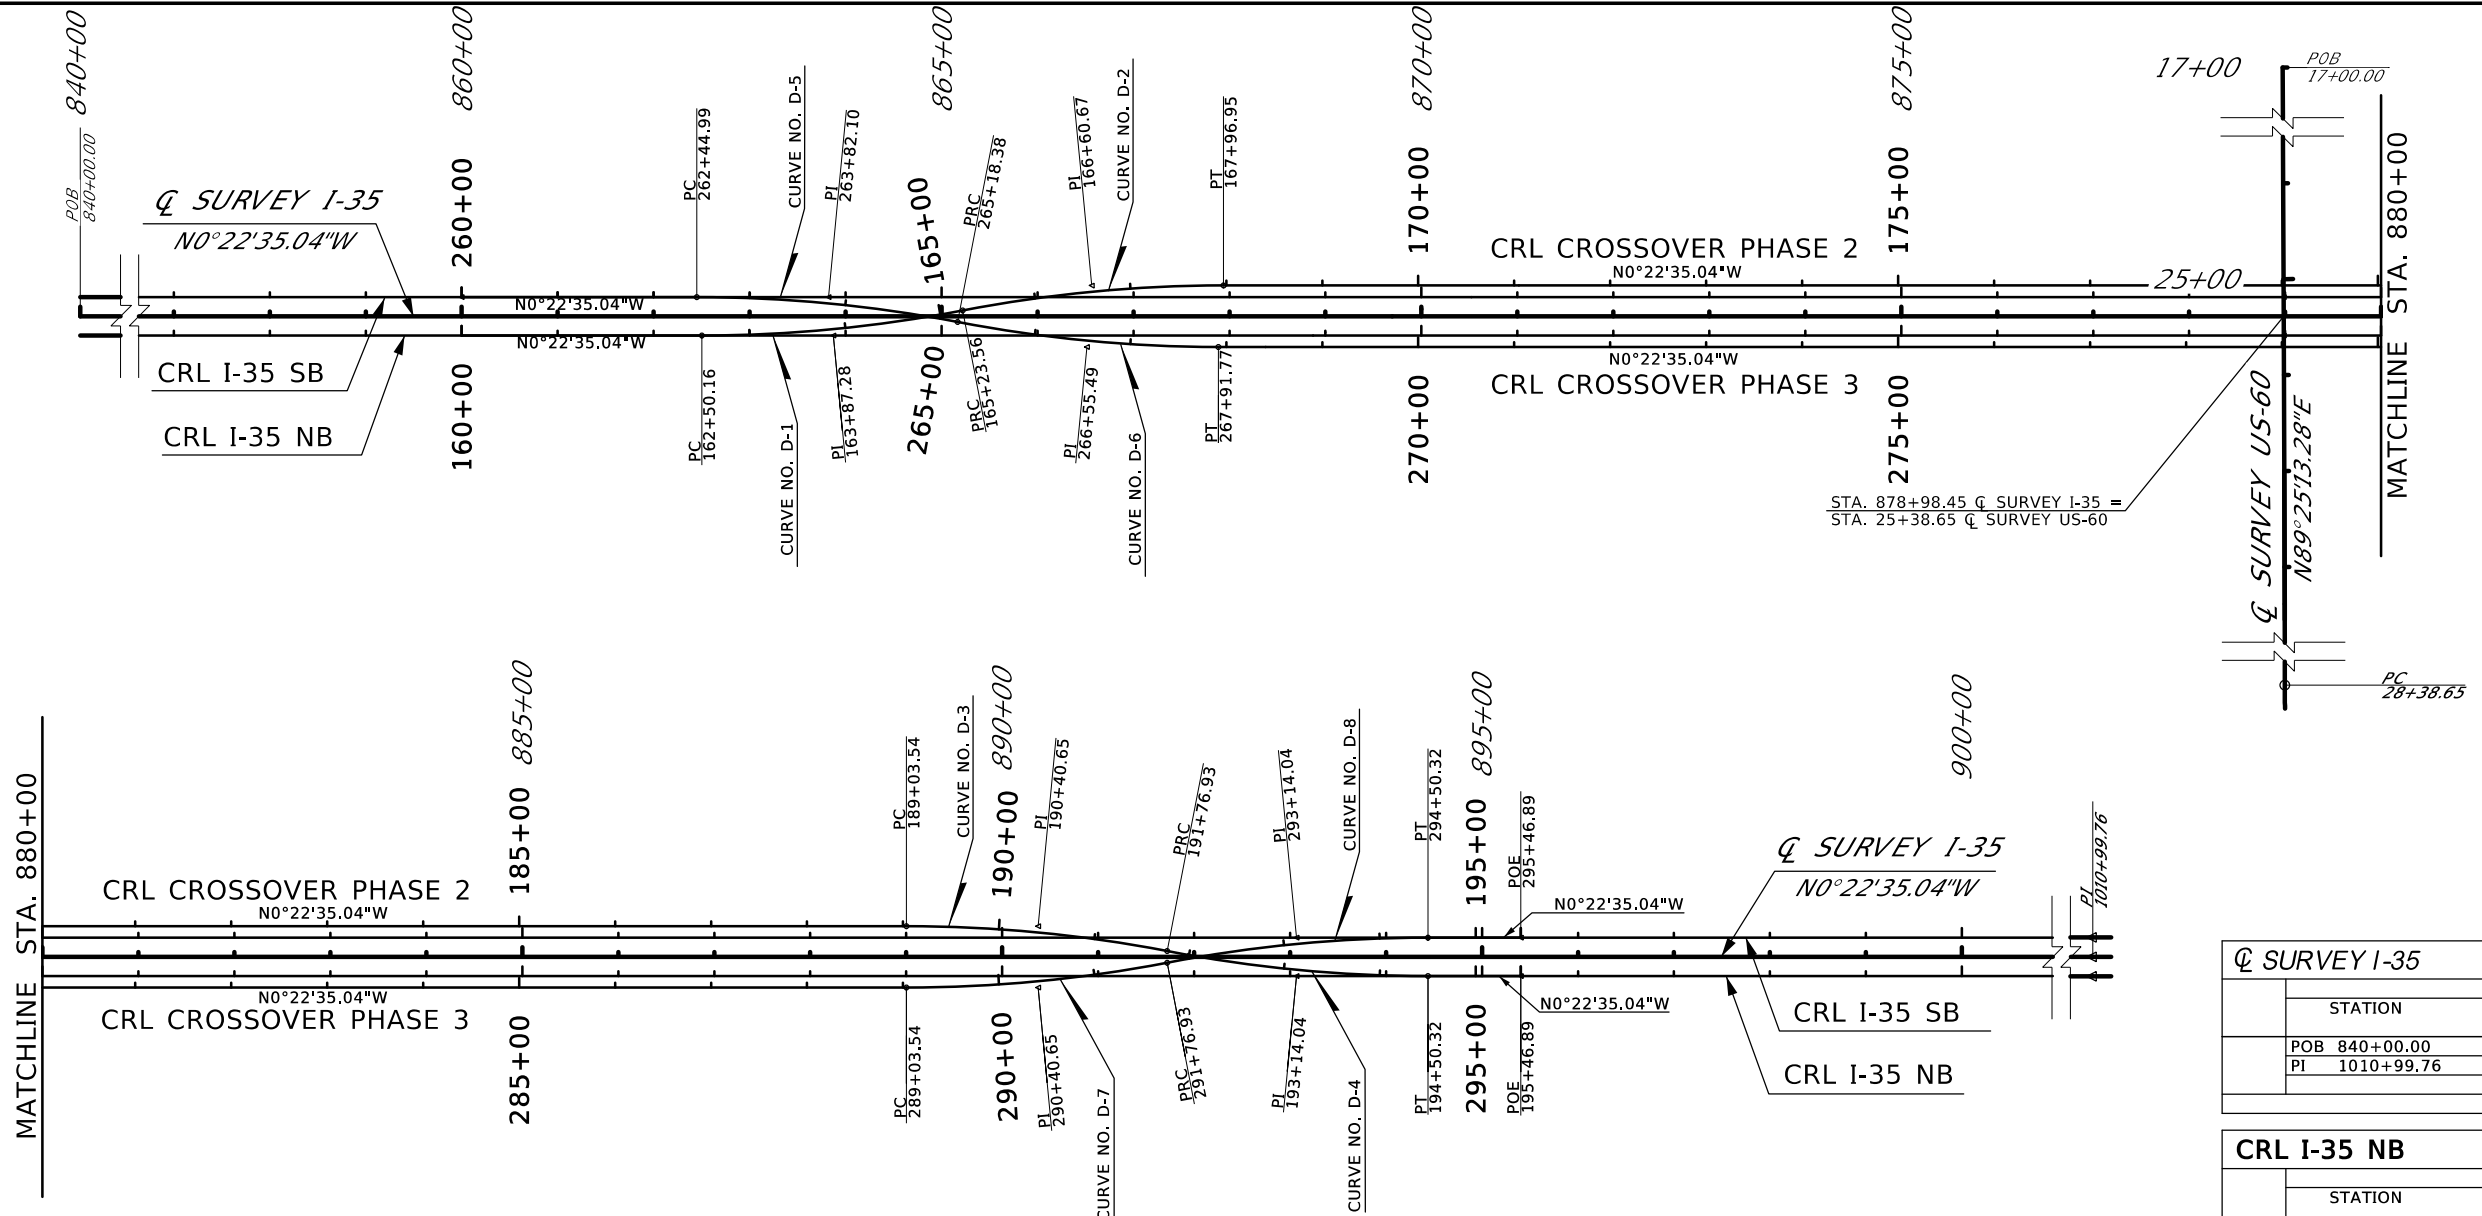 840+00
POB
840+00.00
℄ SURVEY I-35
N0°22'35.04"W
CRL I-35 SB
CRL I-35 NB
860+00
260+00
160+00
N0°22'35.04"W
N0°22'35.04"W
PC
262+44.99
PC
162+50.16
CURVE NO. D-5
CURVE NO. D-1
PI
263+82.10
PI
163+87.28
865+00
165+00
265+00
PRC
265+18.38
PRC
165+23.56
PI
166+60.67
PI
266+55.49
CURVE NO. D-2
CURVE NO. D-6
PT
167+96.95
PT
267+91.77
870+00
170+00
270+00
CRL CROSSOVER PHASE 2
N0°22'35.04"W
N0°22'35.04"W
CRL CROSSOVER PHASE 3
875+00
175+00
275+00
STA. 878+98.45 ℄ SURVEY I-35 =
STA. 25+38.65 ℄ SURVEY US-60
17+00
POB
17+00.00
25+00
℄ SURVEY US-60
N89°25'13.28"E
PC
28+38.65
MATCHLINE STA. 880+00
MATCHLINE STA. 880+00
CRL CROSSOVER PHASE 2
N0°22'35.04"W
N0°22'35.04"W
CRL CROSSOVER PHASE 3
885+00
185+00
285+00
PC
189+03.54
PC
289+03.54
CURVE NO. D-3
CURVE NO. D-7
890+00
190+00
290+00
PI
190+40.65
PI
290+40.65
PRC
191+76.93
PRC
291+76.93
PI
293+14.04
PI
193+14.04
CURVE NO. D-8
CURVE NO. D-4
PT
294+50.32
PT
194+50.32
895+00
195+00
295+00
POE
295+46.89
POE
195+46.89
N0°22'35.04"W
N0°22'35.04"W
℄ SURVEY I-35
N0°22'35.04"W
CRL I-35 SB
CRL I-35 NB
900+00
PI
1010+99.76
℄ SURVEY I-35
STATION
POB 840+00.00
PI 1010+99.76
CRL I-35 NB
STATION